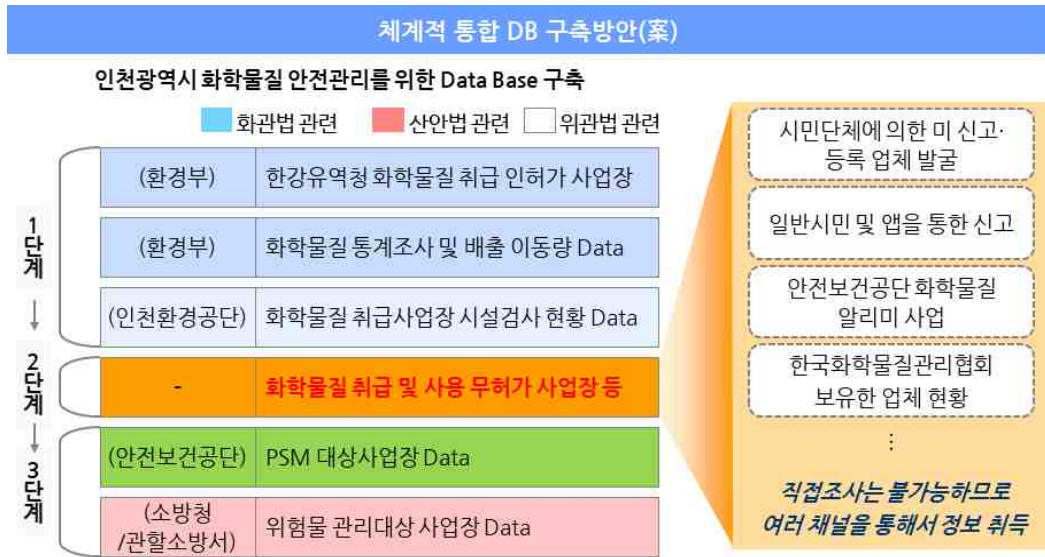 체계적 통합 DB 구축방안(案)
인천광역시 화학물질 안전관리를 위한 Data Base 구축
화관법 관련
산안법 관련
위관법 관련
1단계
(환경부)
한강유역청 화학물질 취급 인허가 사업장
(환경부)
화학물질 통계조사 및 배출 이동량 Data
(인천환경공단)
화학물질 취급사업장 시설검사 현황 Data
2단계
-
화학물질 취급 및 사용 무허가 사업장 등
3단계
(안전보건공단)
PSM 대상사업장 Data
(소방청
/관할소방서)
위험물 관리대상 사업장 Data
시민단체에 의한 미 신고·
등록 업체 발굴
일반시민 및 앱을 통한 신고
안전보건공단 화학물질
알리미 사업
한국화학물질관리협회
보유한 업체 현황
⋮
직접조사는 불가능하므로
여러 채널을 통해서 정보 취득